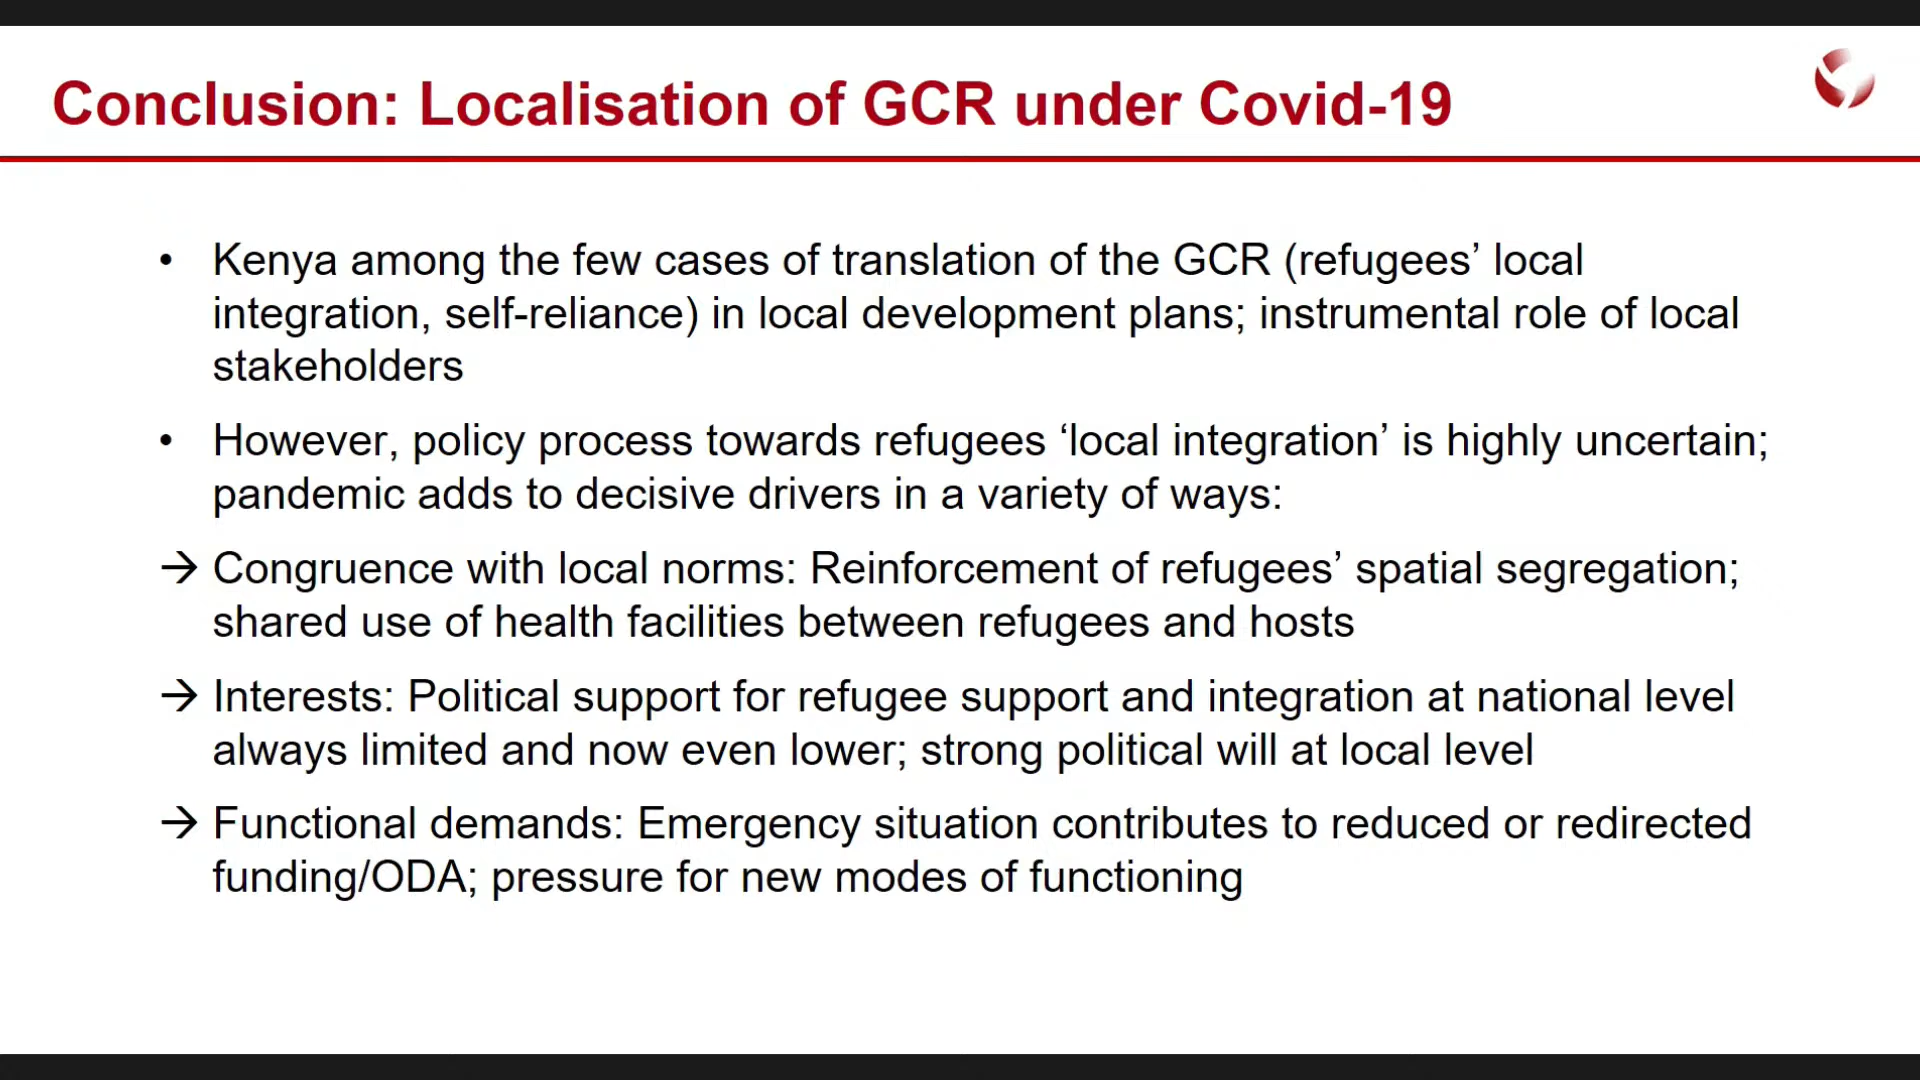 Conclusion: Localisation of GCR under Covid-19
• Kenya among the few cases of translation of the GCR (refugees’ local
integration, self-reliance) in local development plans; instrumental role of local
stakeholders
• However, policy process towards refugees ‘local integration’ is highly uncertain;
pandemic adds to decisive drivers in a variety of ways:
→ Congruence with local norms: Reinforcement of refugees’ spatial segregation;
shared use of health facilities between refugees and hosts
→ Interests: Political support for refugee support and integration at national level
always limited and now even lower; strong political will at local level
→ Functional demands: Emergency situation contributes to reduced or redirected
funding/ODA; pressure for new modes of functioning